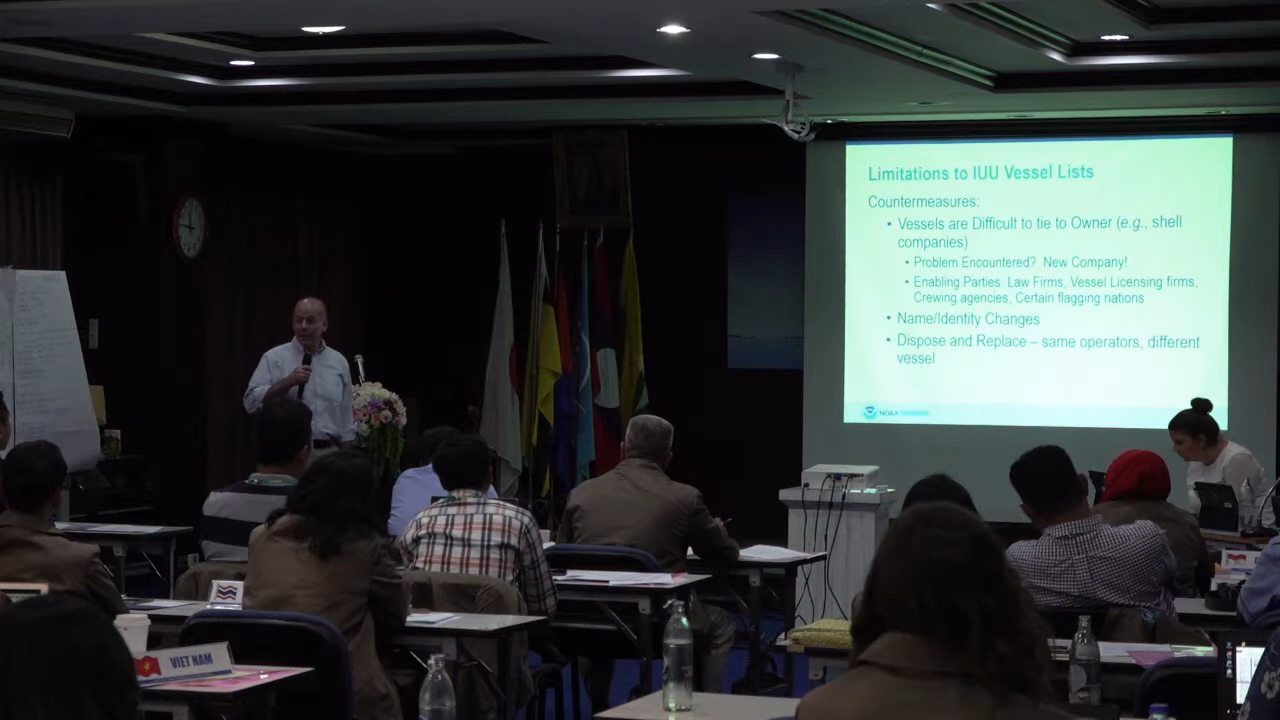 Limitations to IUU Vessel Lists
Countermeasures:
• Vessels are Difficult to tie to Owner (e.g., shell
companies)
• Problem Encountered? New Company!
• Enabling Parties: Law Firms, Vessel Licensing firms,
Crewing agencies, Certain flagging nations
• Name/Identity Changes
• Dispose and Replace – same operators, different
vessel
NOAA FISHERIES
VIET NAM